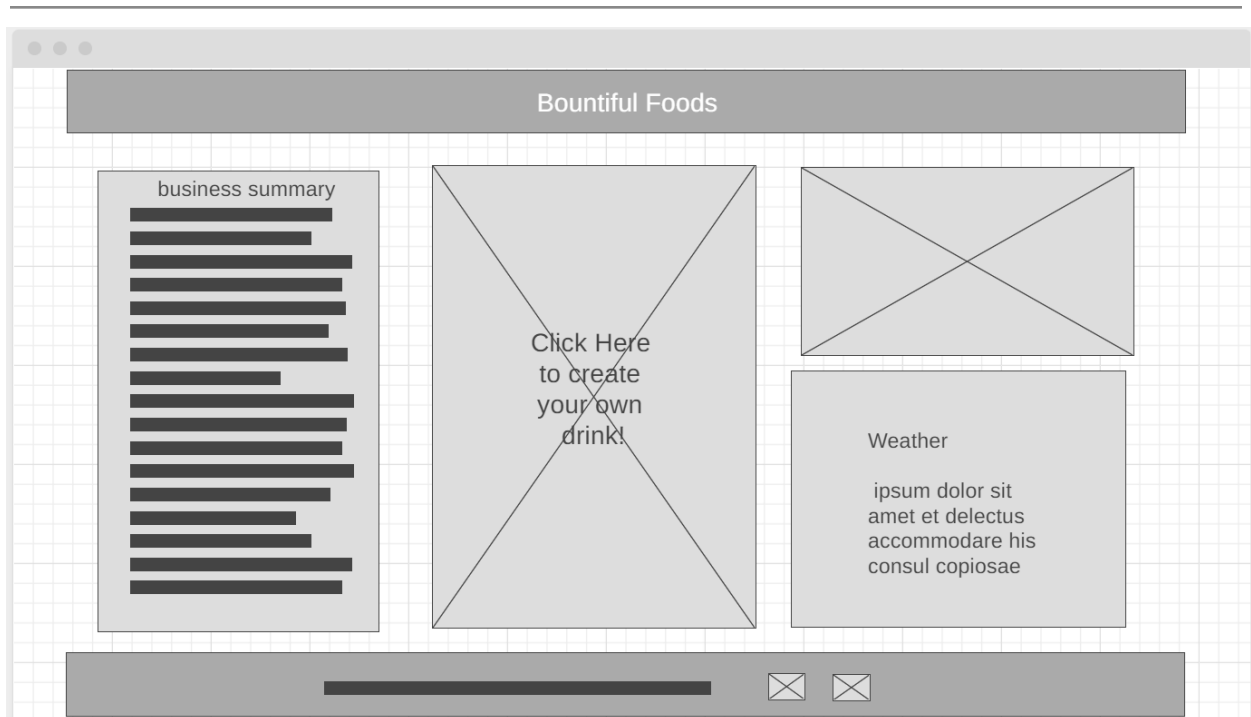 Bountiful Foods
business summary
Click Here
to create
your own
drink!
Weather
ipsum dolor sit
amet et delectus
accommodare his
consul copiosae